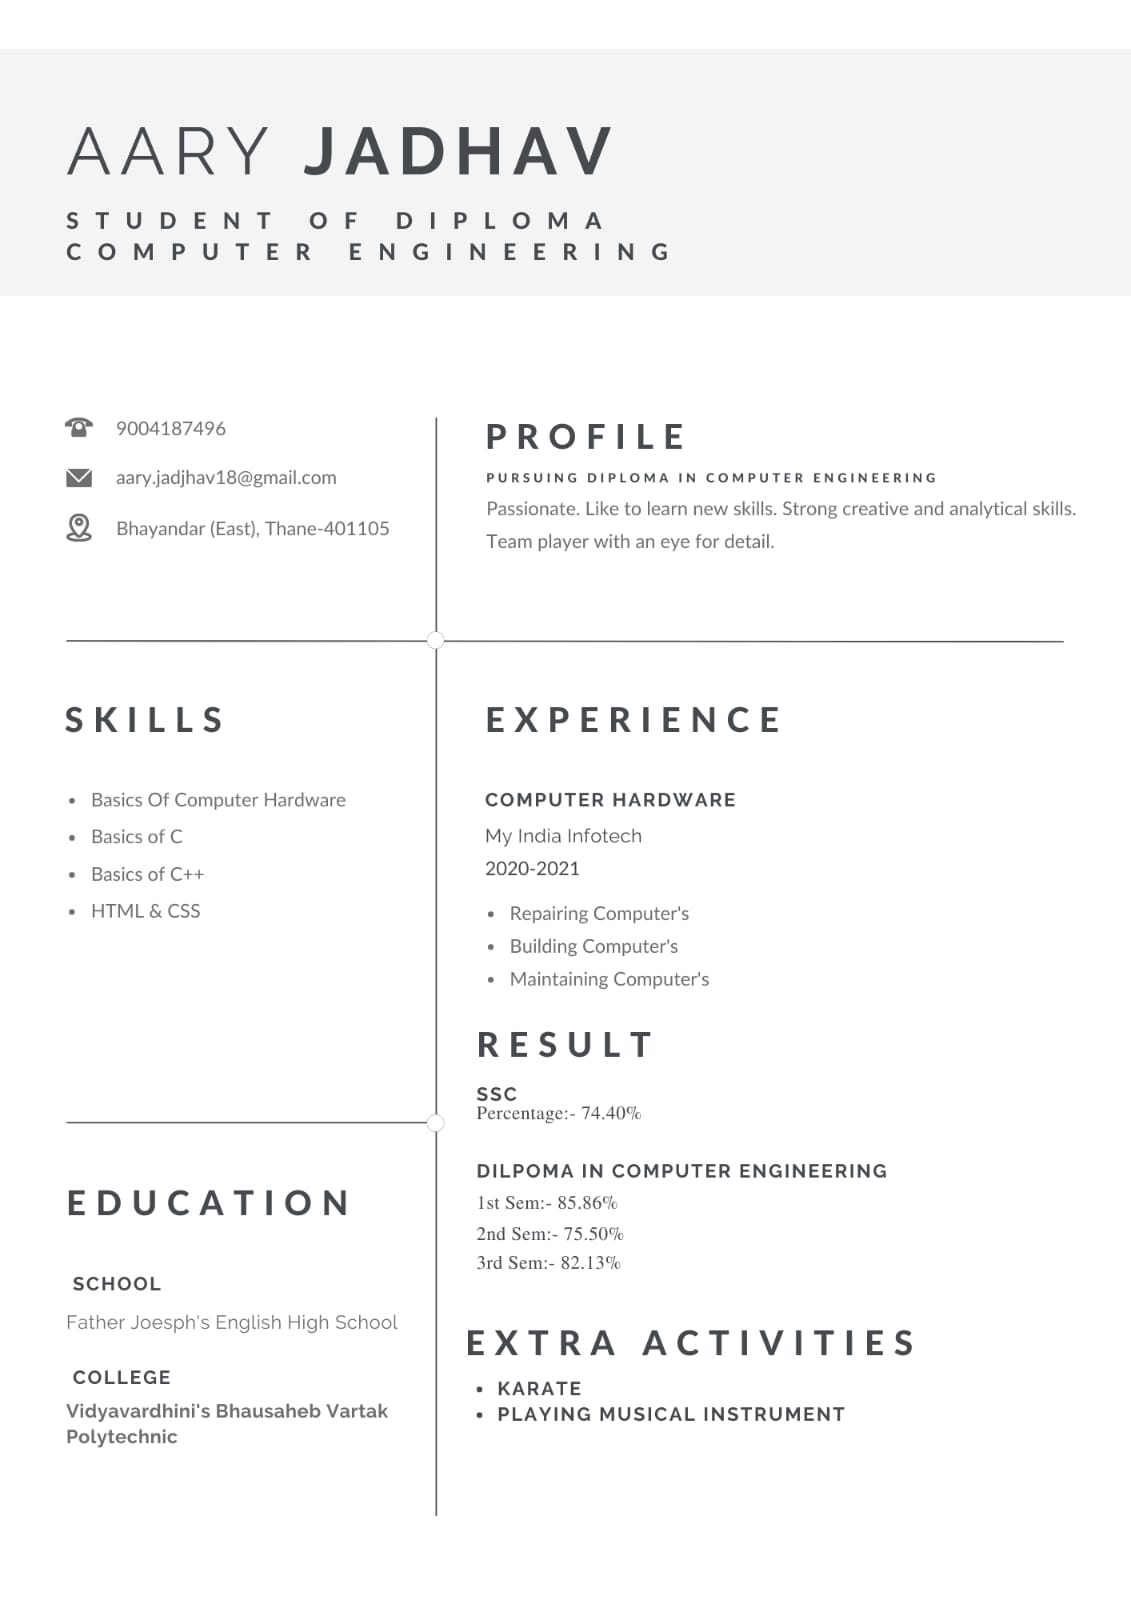 AARY JADHAV
STUDENT OF DIPLOMA
COMPUTER ENGINEERING
9004187496
aary.jadjhav18@gmail.com
Bhayandar (East), Thane-401105
PROFILE
PURSUING DIPLOMA IN COMPUTER ENGINEERING
Passionate. Like to learn new skills. Strong creative and analytical skills.
Team player with an eye for detail.
SKILLS
• Basics Of Computer Hardware
• Basics of C
• Basics of C++
• HTML & CSS
EDUCATION
SCHOOL
Father Joesph's English High School
COLLEGE
Vidyavardhini's Bhausaheb Vartak
Polytechnic
EXPERIENCE
COMPUTER HARDWARE
My India Infotech
2020-2021
• Repairing Computer's
• Building Computer's
• Maintaining Computer's
RESULT
SSC
Percentage:- 74.40%
DILPOMA IN COMPUTER ENGINEERING
1st Sem:- 85.86%
2nd Sem:- 75.50%
3rd Sem:- 82.13%
EXTRA ACTIVITIES
• KARATE
• PLAYING MUSICAL INSTRUMENT